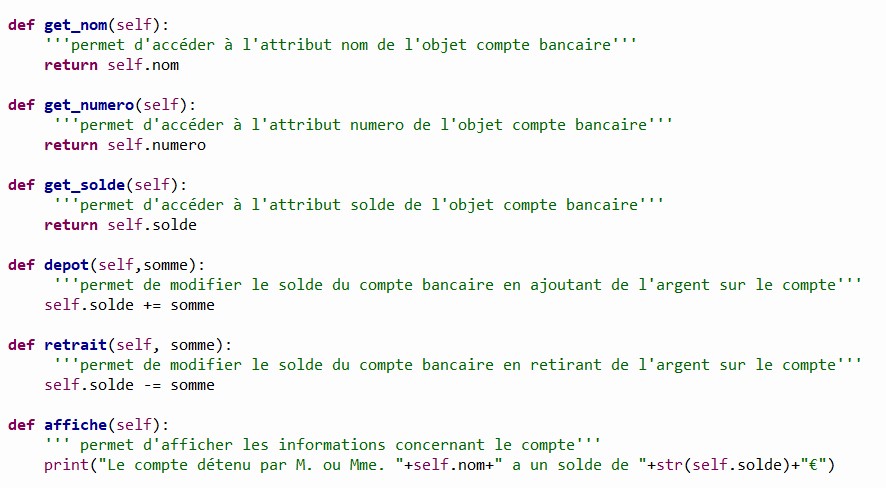 def get_nom(self):
    '''permet d'accéder à l'attribut nom de l'objet compte bancaire'''
    return self.nom

def get_numero(self):
     '''permet d'accéder à l'attribut numero de l'objet compte bancaire'''
    return self.numero

def get_solde(self):
     '''permet d'accéder à l'attribut solde de l'objet compte bancaire'''
    return self.solde

def depot(self,somme):
     '''permet de modifier le solde du compte bancaire en ajoutant de l'argent sur le compte'''
    self.solde += somme

def retrait(self, somme):
     '''permet de modifier le solde du compte bancaire en retirant de l'argent sur le compte'''
    self.solde -= somme

def affiche(self):
    ''' permet d'afficher les informations concernant le compte'''
    print("Le compte détenu par M. ou Mme. "+self.nom+" a un solde de "+str(self.solde)+"€")